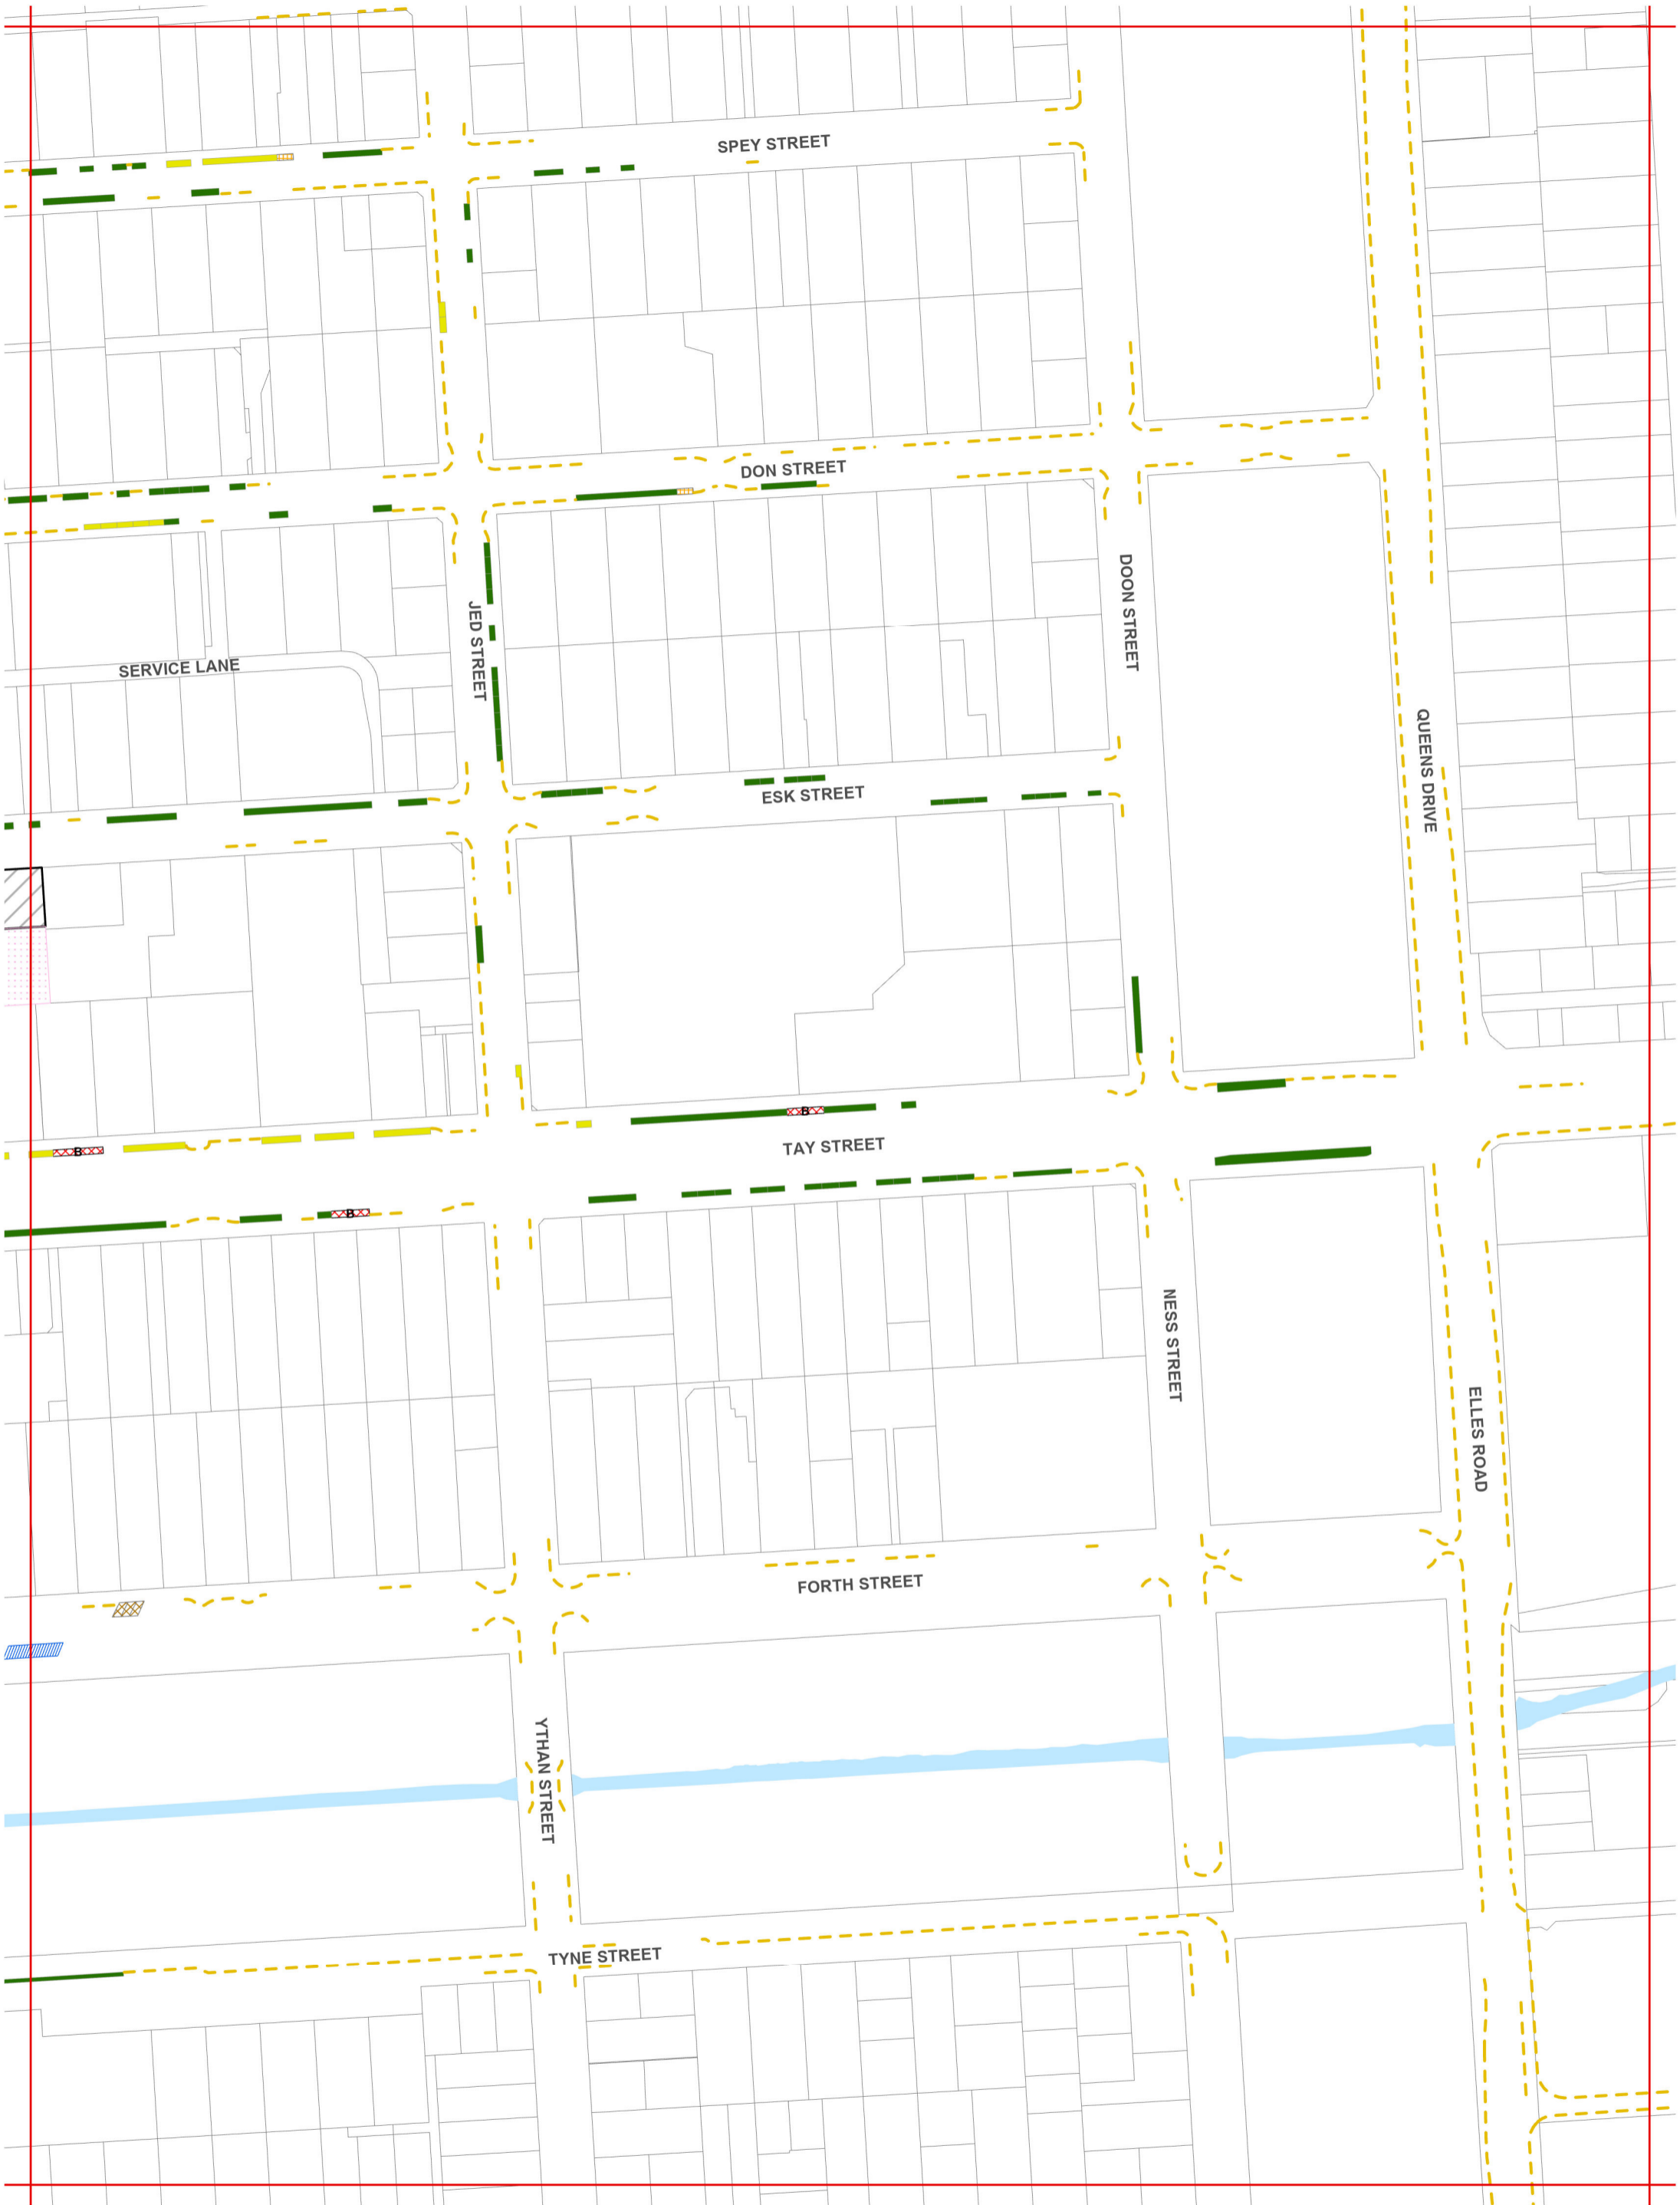 SPEY STREET
DON STREET
DOON STREET
JED STREET
SERVICE LANE
QUEENS DRIVE
ESK STREET
B
TAY STREET
B
B
NESS STREET
ELLES ROAD
FORTH STREET
YTHAN STREET
TYNE STREET